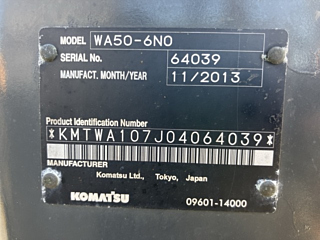 MODEL WA50-6N0
SERIAL No. 64039
MANUFACT. MONTH/YEAR 11/2013
Product Identification Number
*KMTWA107J04064039*
MANUFACTURER
Komatsu Ltd., Tokyo, Japan
KOMATSU
09601-14000